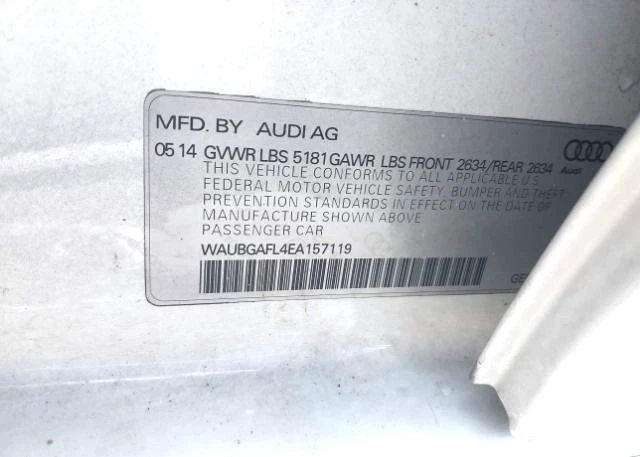 MFD. BY AUDI AG
05 14 GVWR LBS 5181 GAWR LBS FRONT 2634/REAR 2634
Audi
THIS VEHICLE CONFORMS TO ALL APPLICABLE U.S.
FEDERAL MOTOR VEHICLE SAFETY, BUMPER AND THEFT
PREVENTION STANDARDS IN EFFECT ON THE DATE OF
MANUFACTURE SHOWN ABOVE
PASSENGER CAR
WAUBGAFL4EA157119